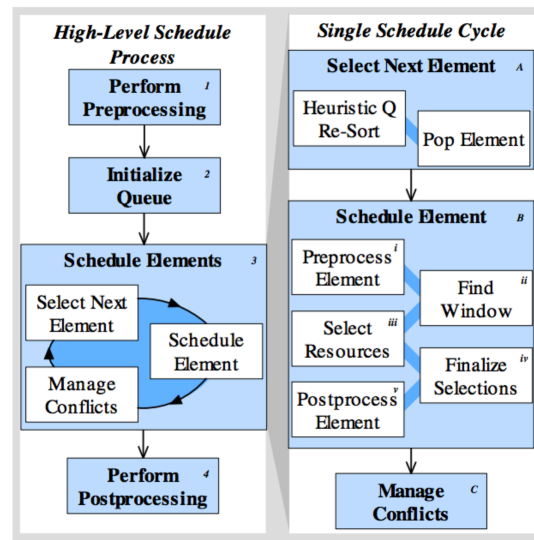 High-Level Schedule
Process
Perform 1
Preprocessing
Initialize 2
Queue
Schedule Elements 3
Select Next
Element
Schedule
Element
Manage
Conflicts
Perform 4
Postprocessing
Single Schedule Cycle
Select Next Element A
Heuristic Q
Re-Sort
Pop Element
Schedule Element B
Preprocess i
Element
Find ii
Window
Select iii
Resources
Finalize iv
Selections
Postprocess v
Element
Manage C
Conflicts